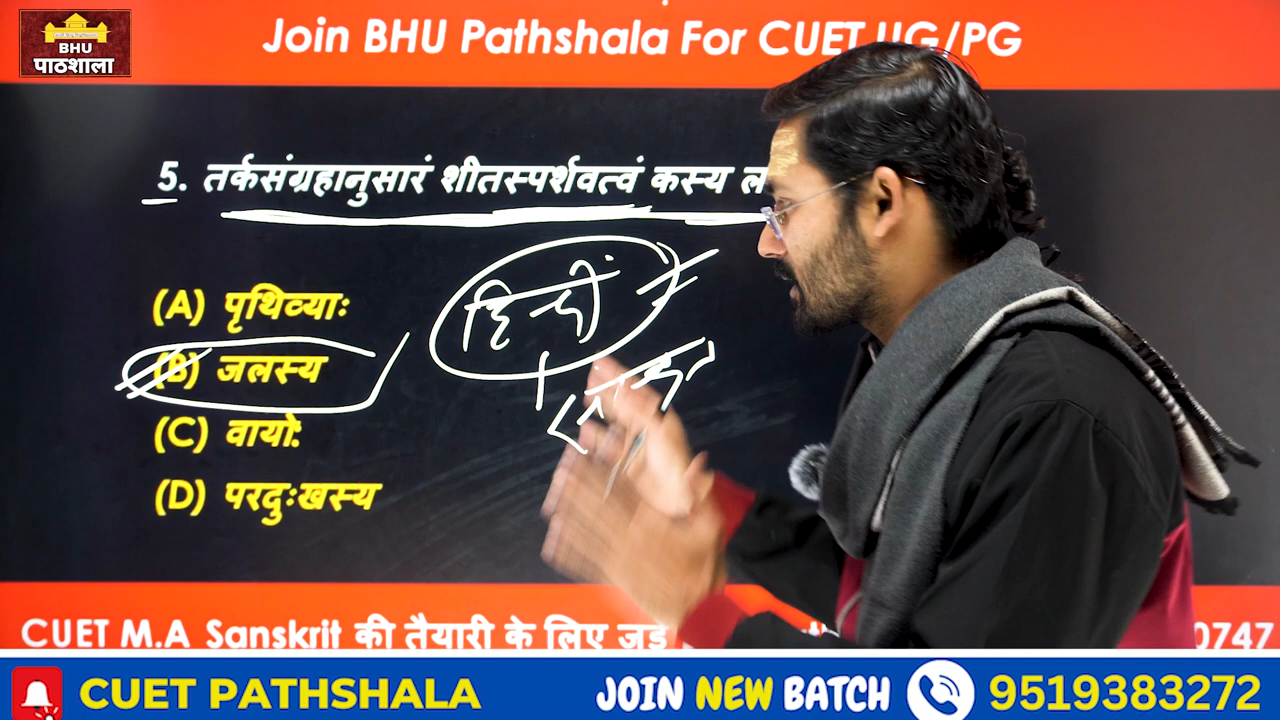 BHU
पाठशाला
Join BHU Pathshala For CUET UG/PG
5. तर्कसंग्रहानुसारं शीतस्पर्शवत्वं कस्य
हिन्दीं
(A) पृथिव्याः
(B) जलस्य
(C) वायोः
(D) परदुःखस्य
CUET M.A Sanskrit की तैयारी के लिए जुड़
0747
CUET PATHSHALA
JOIN NEW BATCH
9519383272